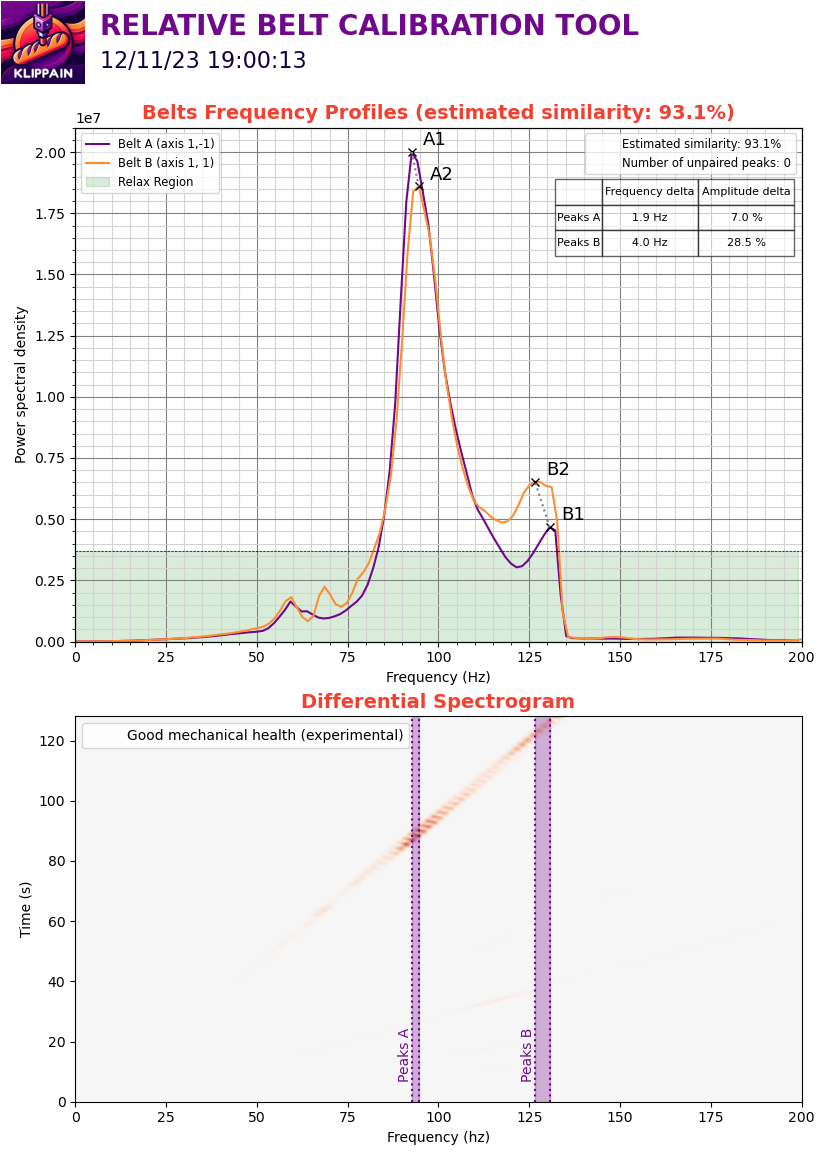 KLIPPAIN
RELATIVE BELT CALIBRATION TOOL
12/11/23 19:00:13
Belts Frequency Profiles (estimated similarity: 93.1%)
1e7
Belt A (axis 1,-1)
Belt B (axis 1, 1)
Relax Region
A1
A2
Estimated similarity: 93.1%
Number of unpaired peaks: 0
Frequency delta Amplitude delta
Peaks A 1.9 Hz 7.0 %
Peaks B 4.0 Hz 28.5 %
B2
B1
Power spectral density
2.00
1.75
1.50
1.25
1.00
0.75
0.50
0.25
0.00
0 25 50 75 100 125 150 175 200
Frequency (Hz)
Differential Spectrogram
Good mechanical health (experimental)
Time (s)
120
100
80
60
40
20
0
Peaks A
Peaks B
0 25 50 75 100 125 150 175 200
Frequency (hz)